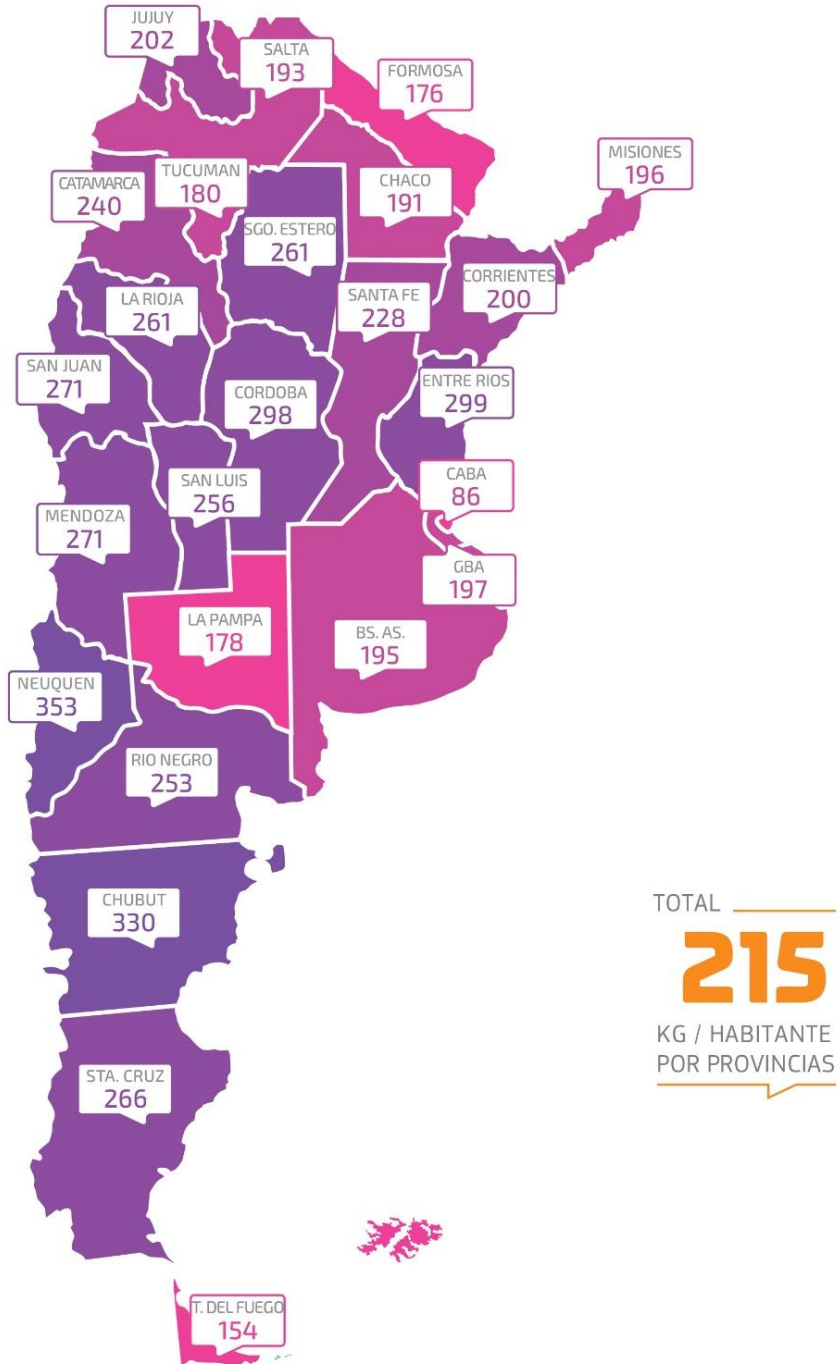 JUJUY
202
SALTA
193
FORMOSA
176
MISIONES
196
CATAMARCA
240
TUCUMAN
180
CHACO
191
SGO. ESTERO
261
CORRIENTES
200
LA RIOJA
261
SANTA FE
228
SAN JUAN
271
CORDOBA
298
ENTRE RIOS
299
SAN LUIS
256
CABA
86
MENDOZA
271
GBA
197
LA PAMPA
178
BS. AS.
195
NEUQUEN
353
RIO NEGRO
253
CHUBUT
330
TOTAL
215
KG / HABITANTE
POR PROVINCIAS
STA. CRUZ
266
T. DEL FUEGO
154